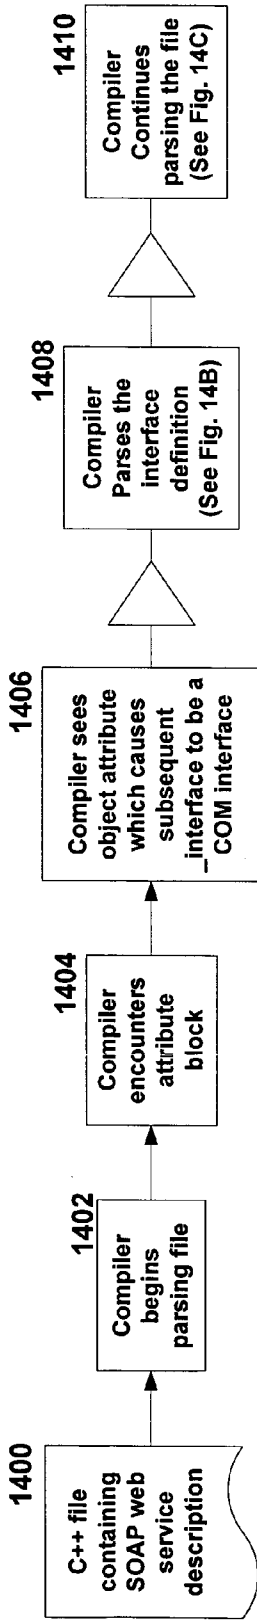 1400
C++ file
containing
SOAP web
service
description
1402
Compiler
begins
parsing file
1404
Compiler
encounters
attribute
block
1406
Compiler sees
object attribute
which causes
subsequent
_interface to be a
COM interface
1408
Compiler
Parses the
interface
definition
(See Fig. 14B)
1410
Compiler
Continues
parsing the file
(See Fig. 14C)